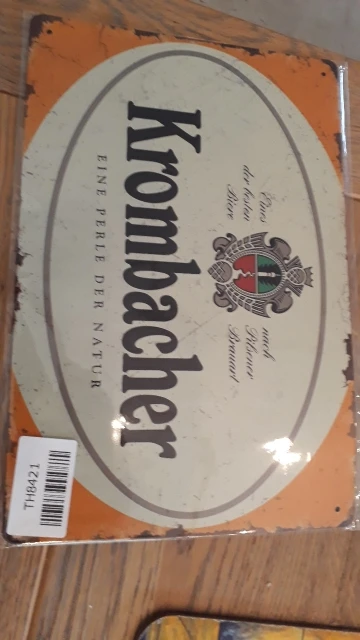 Eines nach
der besten Pilsener
Biere Brauart
Krombacher
EINE PERLE DER NATUR
TH8421